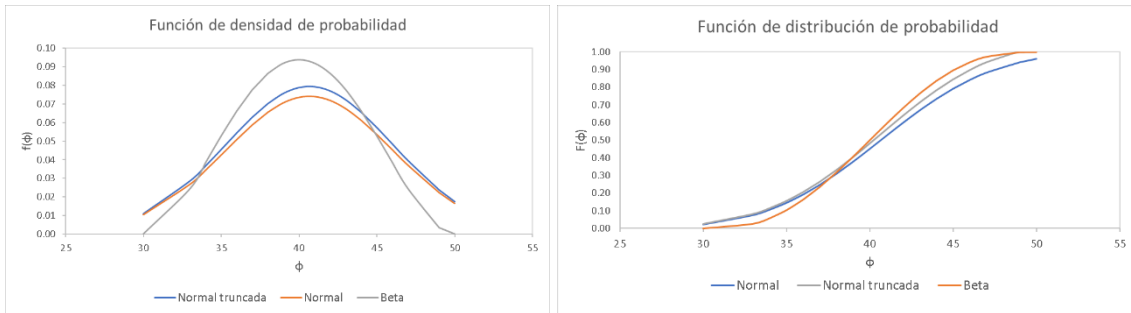 Función de densidad de probabilidad
0.10
0.09
0.08
0.07
0.06
0.05
0.04
0.03
0.02
0.01
0.00
f(ϕ)
25 30 35 40 45 50 55
ϕ
Normal truncada Normal Beta
Función de distribución de probabilidad
1.00
0.90
0.80
0.70
0.60
0.50
0.40
0.30
0.20
0.10
0.00
F(ϕ)
25 30 35 40 45 50 55
ϕ
Normal Normal truncada Beta